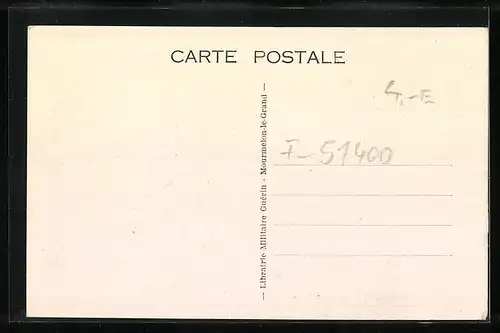 CARTE POSTALE
4,-E
F-51400
— Librairie Militaire Guérin - Mourmelon-le-Grand —